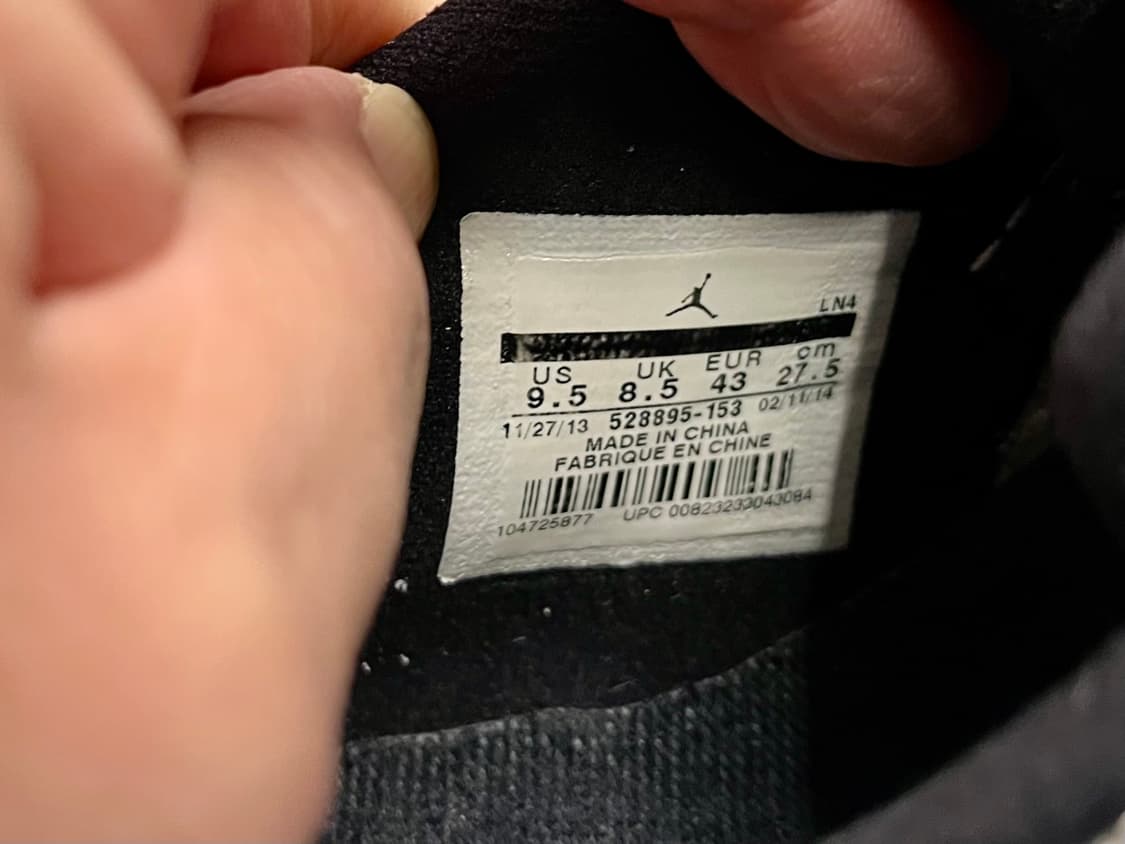 LN4
US UK EUR cm
9.5 8.5 43 27.5
11/27/13 528895-153 02/11/14
MADE IN CHINA
FABRIQUE EN CHINE
104725877 UPC 00823233043084